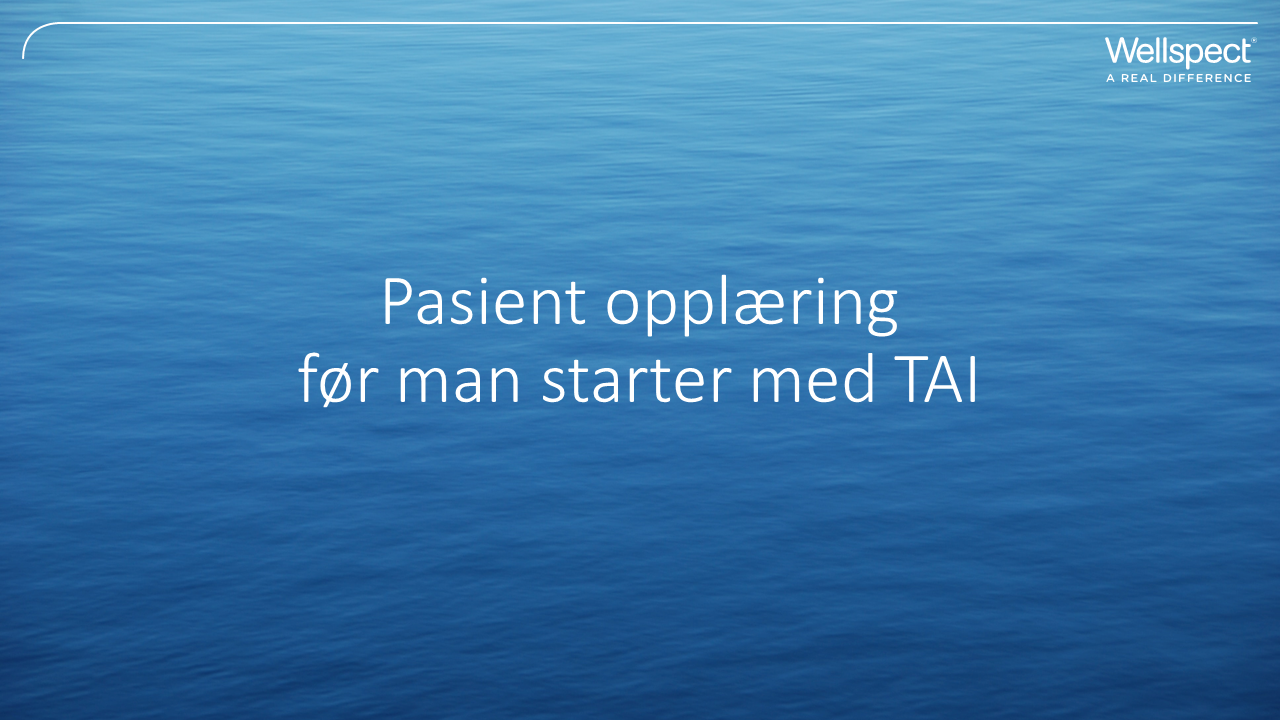 Wellspect®
A REAL DIFFERENCE
Pasient opplæring
før man starter med TAI